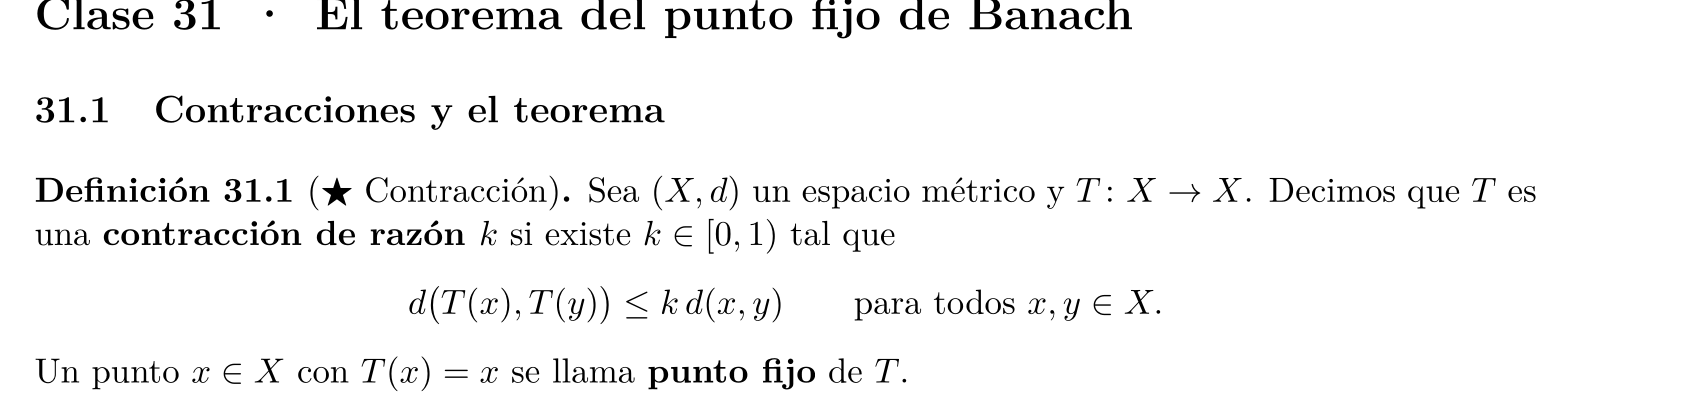 Clase 31 · El teorema del punto fijo de Banach
31.1 Contracciones y el teorema
Definición 31.1 (★ Contracción). Sea (X, d) un espacio métrico y T : X → X. Decimos que T es
una contracción de razón k si existe k ∈ [0, 1) tal que
d(T(x), T(y)) ≤ k d(x, y) para todos x, y ∈ X.
Un punto x ∈ X con T(x) = x se llama punto fijo de T.